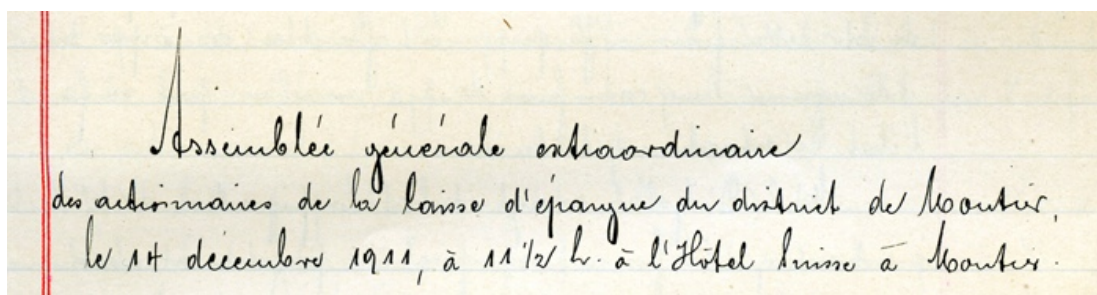 Assemblée générale extraordinaire
des actionnaires de la Caisse d'épargne du district de Moutier,
le 14 décembre 1911, à 11 1/2 h. à l'Hôtel Suisse à Moutier.